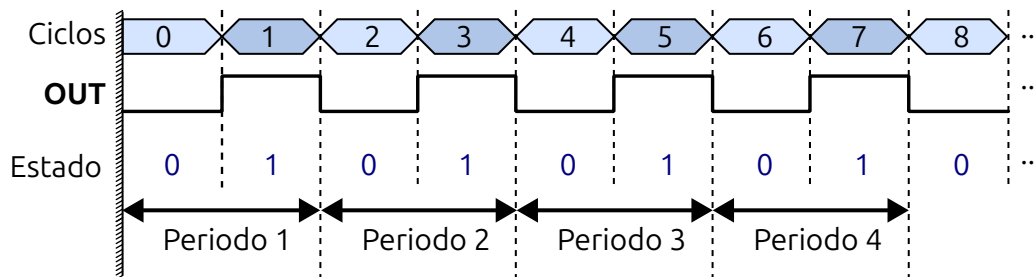 Ciclos 0 1 2 3 4 5 6 7 8 ...
OUT ...
Estado 0 1 0 1 0 1 0 1 0 ...
Periodo 1 Periodo 2 Periodo 3 Periodo 4